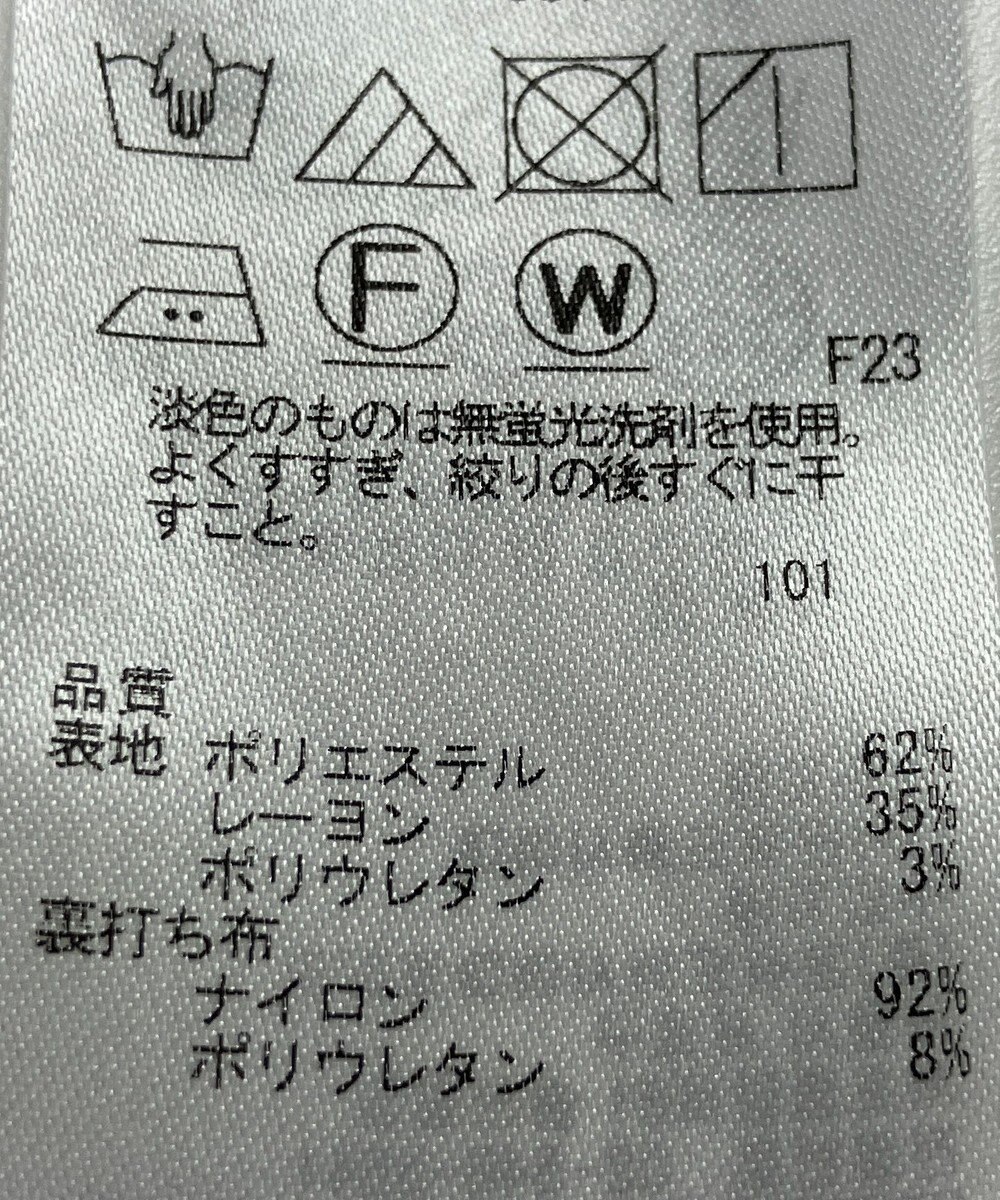 F
W
F23
淡色のものは無蛍光洗剤を使用。
よくすすぎ、絞りの後すぐに干
すこと。
101
品質
表地 ポリエステル 62%
レーヨン 35%
ポリウレタン 3%
裏打ち布
ナイロン 92%
ポリウレタン 8%